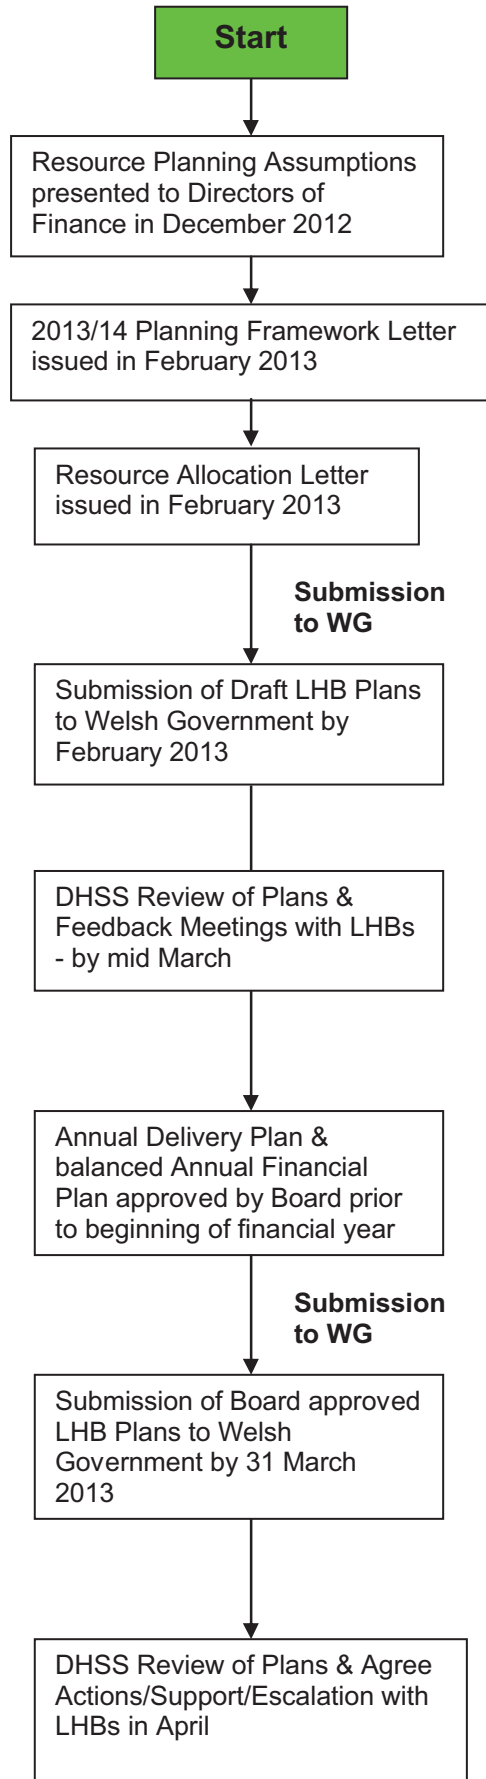 Start
Resource Planning Assumptions
presented to Directors of
Finance in December 2012
2013/14 Planning Framework Letter
issued in February 2013
Resource Allocation Letter
issued in February 2013
Submission
to WG
Submission of Draft LHB Plans
to Welsh Government by
February 2013
DHSS Review of Plans &
Feedback Meetings with LHBs
- by mid March
Annual Delivery Plan &
balanced Annual Financial
Plan approved by Board prior
to beginning of financial year
Submission
to WG
Submission of Board approved
LHB Plans to Welsh
Government by 31 March
2013
DHSS Review of Plans & Agree
Actions/Support/Escalation with
LHBs in April